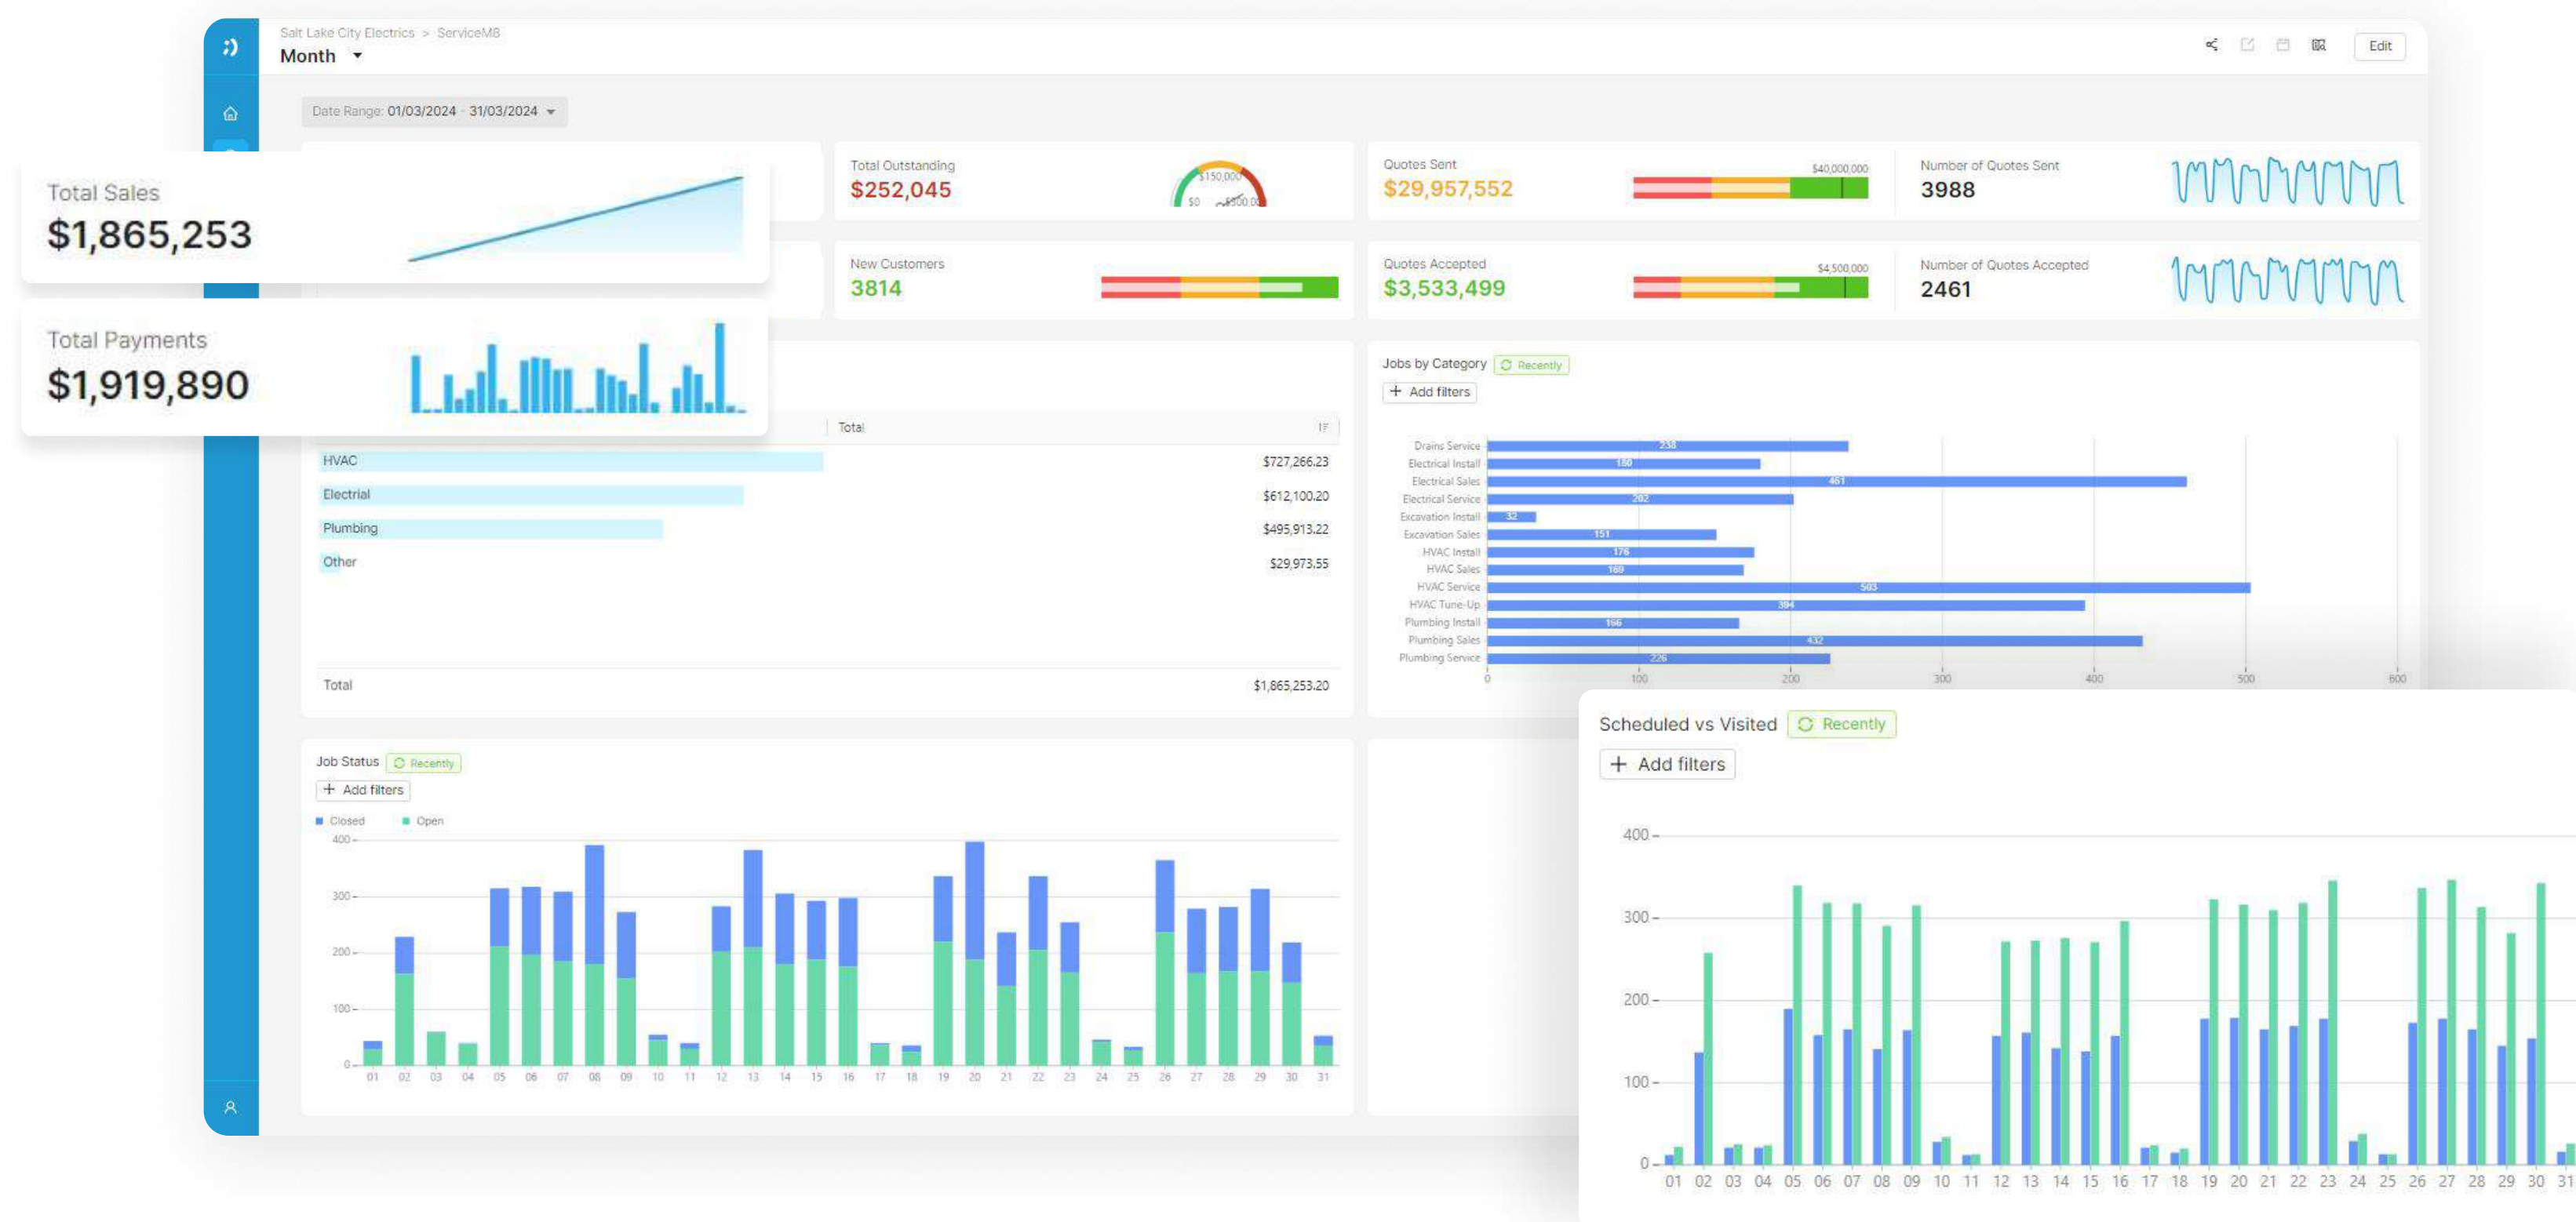 Salt Lake City Electrics > ServiceM8
Month
Edit
Date Range: 01/03/2024 - 31/03/2024
Total Sales
$1,865,253
Total Payments
$1,919,890
Total Outstanding
$252,045
$150,000
$0
Quotes Sent
$29,957,552
$40,000,000
Number of Quotes Sent
3988
New Customers
3814
Quotes Accepted
$3,533,499
$4,500,000
Number of Quotes Accepted
2461
Total
HVAC $727,266.23
Electrial $612,100.20
Plumbing $495,913.22
Other $29,973.55
Total $1,865,253.20
Jobs by Category Recently
+ Add filters
Drains Service 238
Electrical Install 180
Electrical Sales 461
Electrical Service 202
Excavation Install 32
Excavation Sales 151
HVAC Install 176
HVAC Sales 169
HVAC Service 503
HVAC Tune-Up 394
Plumbing Install 166
Plumbing Sales 432
Plumbing Service 226
0 100 200 300 400 500 600
Job Status Recently
+ Add filters
Closed Open
400
300
200
100
0
01 02 03 04 05 06 07 08 09 10 11 12 13 14 15 16 17 18 19 20 21 22 23 24 25 26 27 28 29 30 31
Scheduled vs Visited Recently
+ Add filters
400
300
200
100
0
01 02 03 04 05 06 07 08 09 10 11 12 13 14 15 16 17 18 19 20 21 22 23 24 25 26 27 28 29 30 31